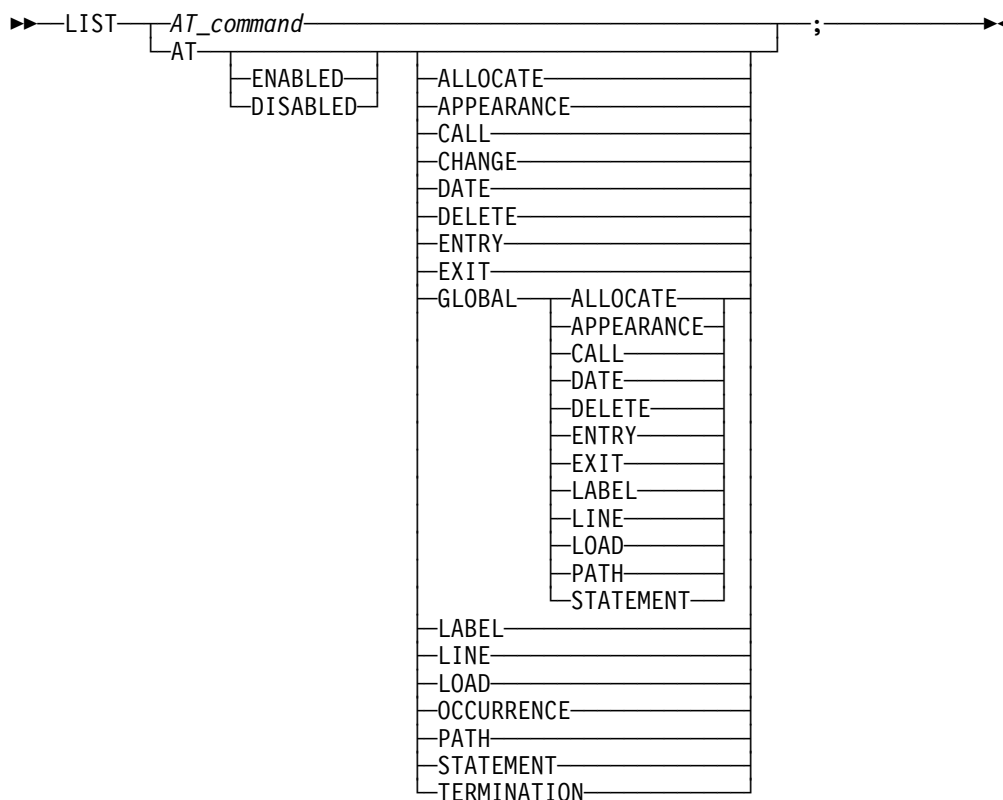 LIST AT_command ;
AT
ENABLED ALLOCATE
DISABLED APPEARANCE
CALL
CHANGE
DATE
DELETE
ENTRY
EXIT
GLOBAL ALLOCATE
APPEARANCE
CALL
DATE
DELETE
ENTRY
EXIT
LABEL
LINE
LOAD
PATH
STATEMENT
LABEL
LINE
LOAD
OCCURRENCE
PATH
STATEMENT
TERMINATION